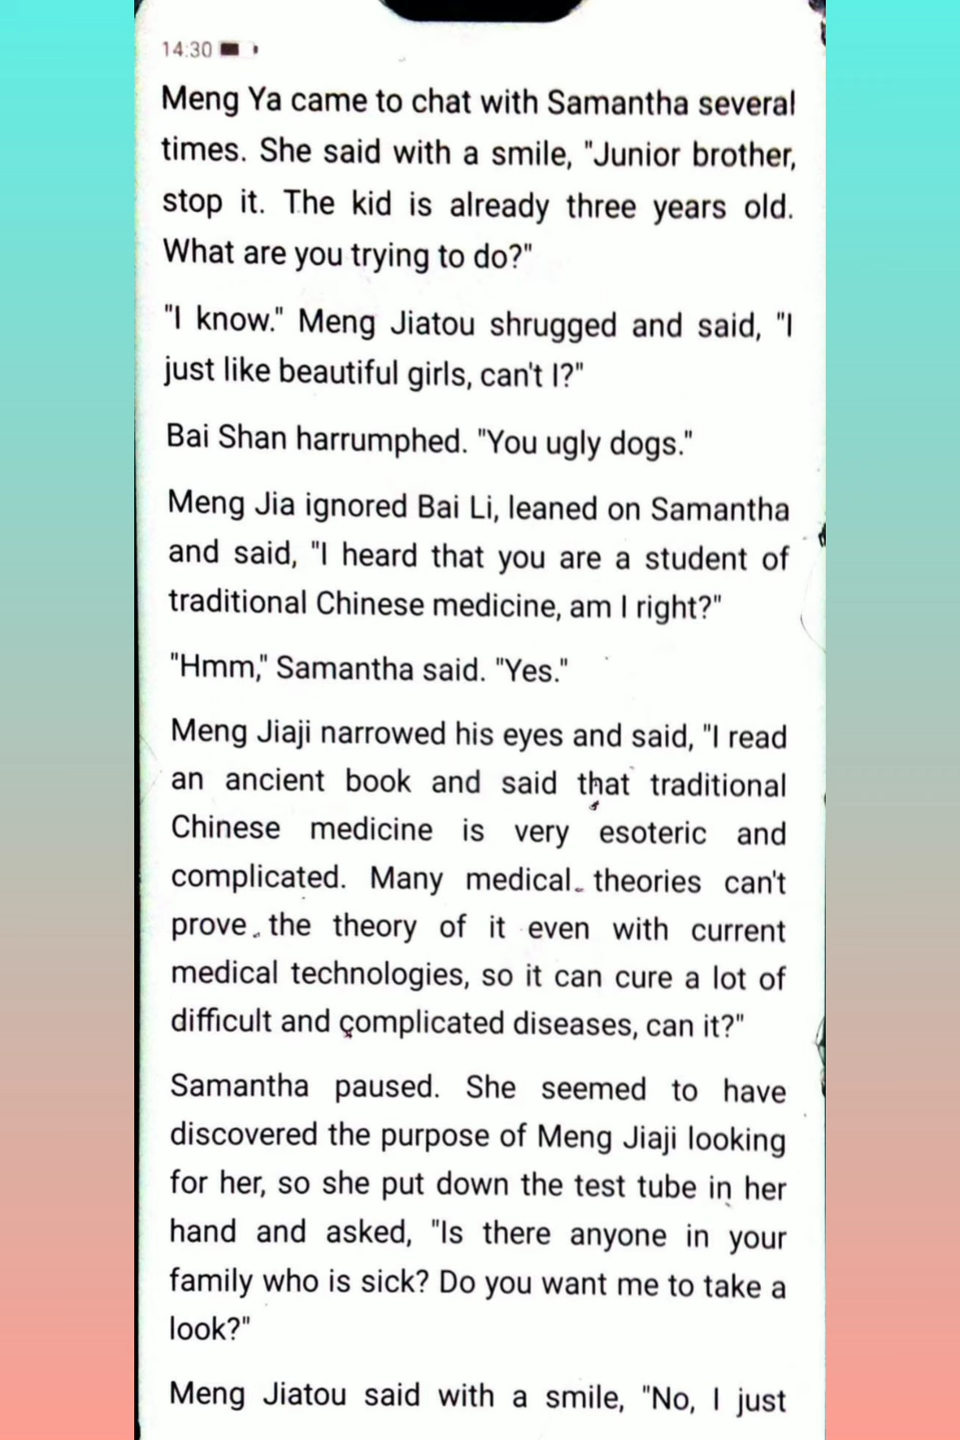 14:30
Meng Ya came to chat with Samantha several
times. She said with a smile, "Junior brother,
stop it. The kid is already three years old.
What are you trying to do?"
"I know." Meng Jiatou shrugged and said, "I
just like beautiful girls, can't I?"
Bai Shan harrumphed. "You ugly dogs."
Meng Jia ignored Bai Li, leaned on Samantha
and said, "I heard that you are a student of
traditional Chinese medicine, am I right?"
"Hmm," Samantha said. "Yes."
Meng Jiaji narrowed his eyes and said, "I read
an ancient book and said that traditional
Chinese medicine is very esoteric and
complicated. Many medical theories can't
prove the theory of it even with current
medical technologies, so it can cure a lot of
difficult and complicated diseases, can it?"
Samantha paused. She seemed to have
discovered the purpose of Meng Jiaji looking
for her, so she put down the test tube in her
hand and asked, "Is there anyone in your
family who is sick? Do you want me to take a
look?"
Meng Jiatou said with a smile, "No, I just